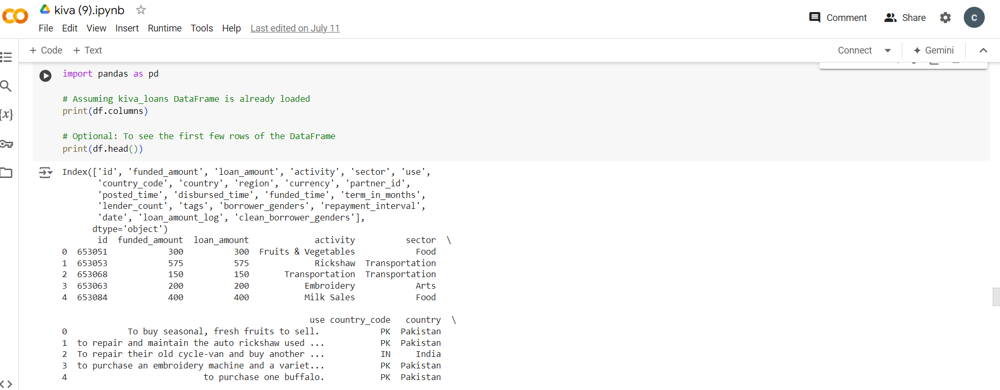 kiva (9).ipynb
File Edit View Insert Runtime Tools Help Last edited on July 11
Comment
Share
C
+ Code + Text
Connect
Gemini
import pandas as pd
# Assuming kiva_loans DataFrame is already loaded
print(df.columns)
# Optional: To see the first few rows of the DataFrame
print(df.head())
Index(['id', 'funded_amount', 'loan_amount', 'activity', 'sector', 'use',
'country_code', 'country', 'region', 'currency', 'partner_id',
'posted_time', 'disbursed_time', 'funded_time', 'term_in_months',
'lender_count', 'tags', 'borrower_genders', 'repayment_interval',
'date', 'loan_amount_log', 'clean_borrower_genders'],
dtype='object')
id funded_amount loan_amount activity sector \
0 653051 300 300 Fruits & Vegetables Food
1 653053 575 575 Rickshaw Transportation
2 653068 150 150 Transportation Transportation
3 653063 200 200 Embroidery Arts
4 653084 400 400 Milk Sales Food
use country_code country \
0 To buy seasonal, fresh fruits to sell. PK Pakistan
1 to repair and maintain the auto rickshaw used ... PK Pakistan
2 To repair their old cycle-van and buy another ... IN India
3 to purchase an embroidery machine and a variet... PK Pakistan
4 to purchase one buffalo. PK Pakistan